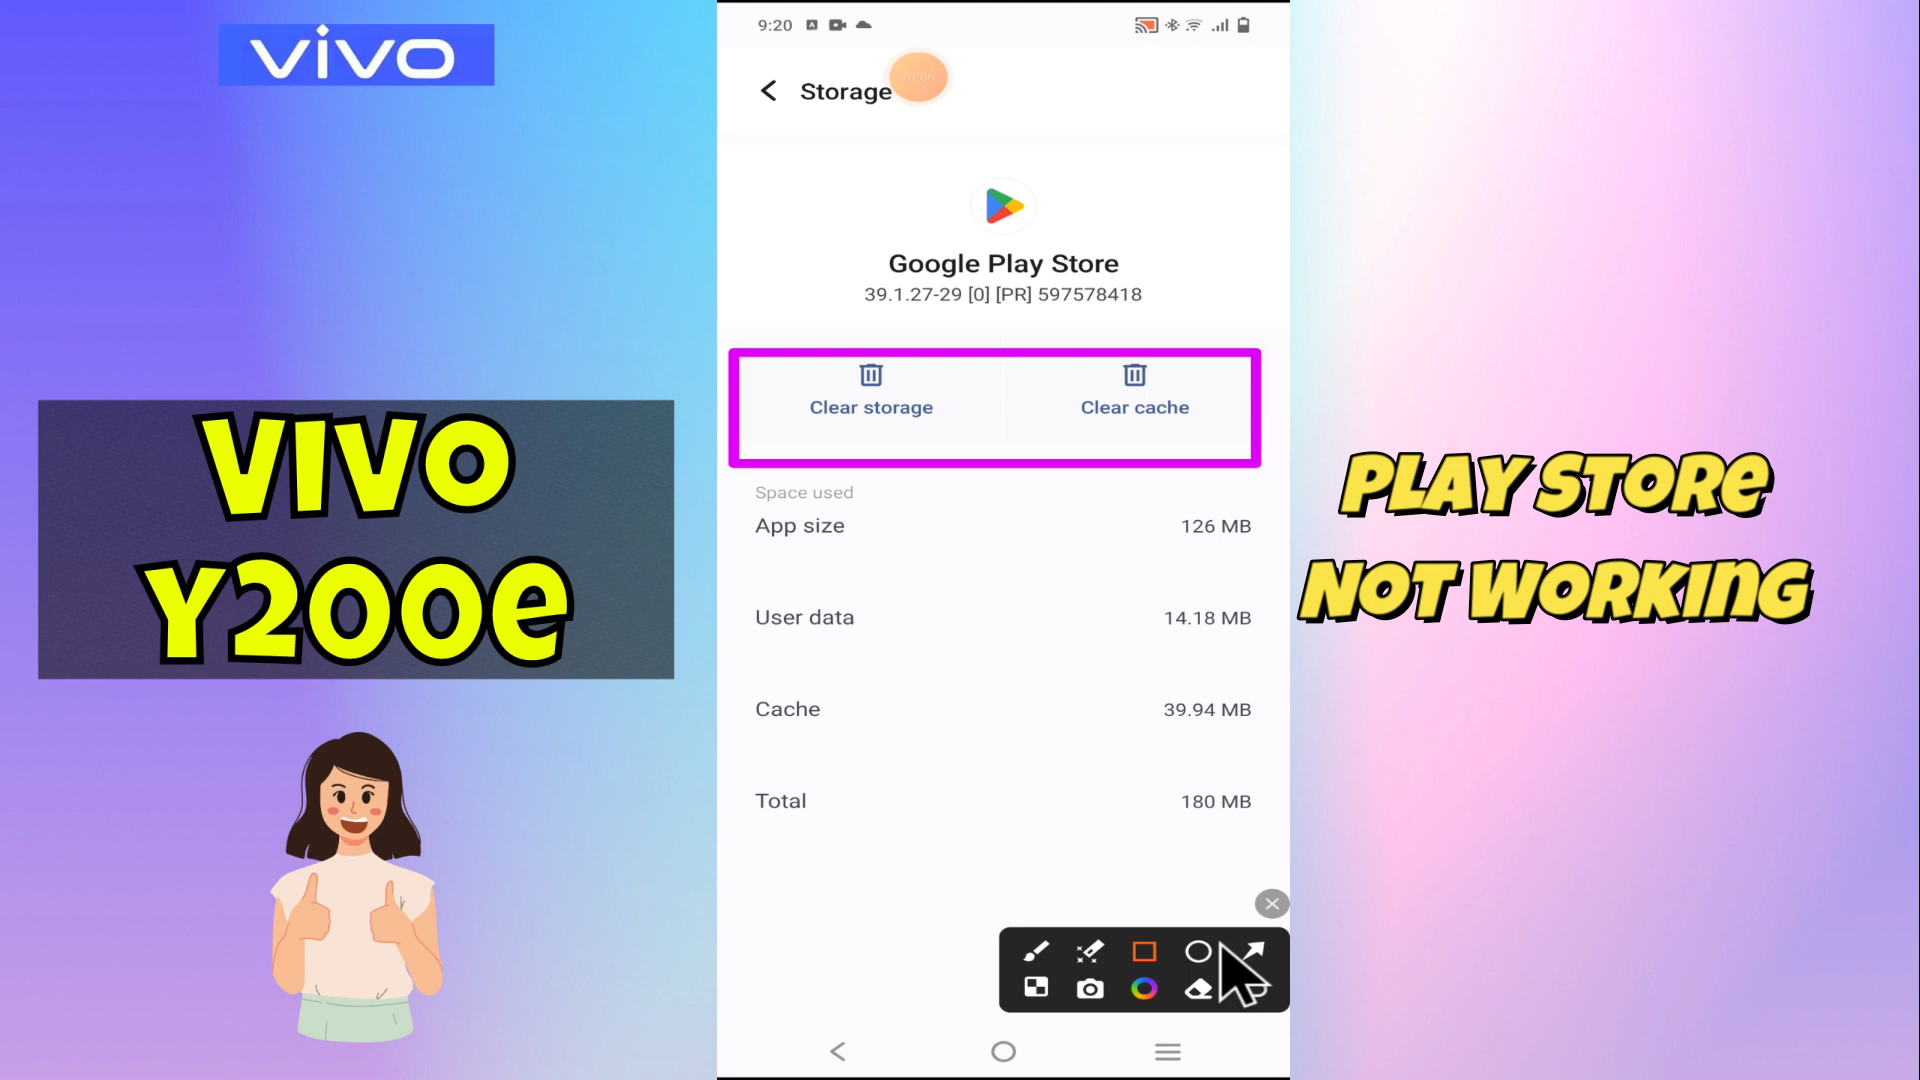 vivo
VIVO
Y200e
9:20
01:06
Storage
Google Play Store
39.1.27-29 [0] [PR] 597578418
Clear storage
Clear cache
Space used
App size
126 MB
User data
14.18 MB
Cache
39.94 MB
Total
180 MB
PLAY STORE
NOT WORKING